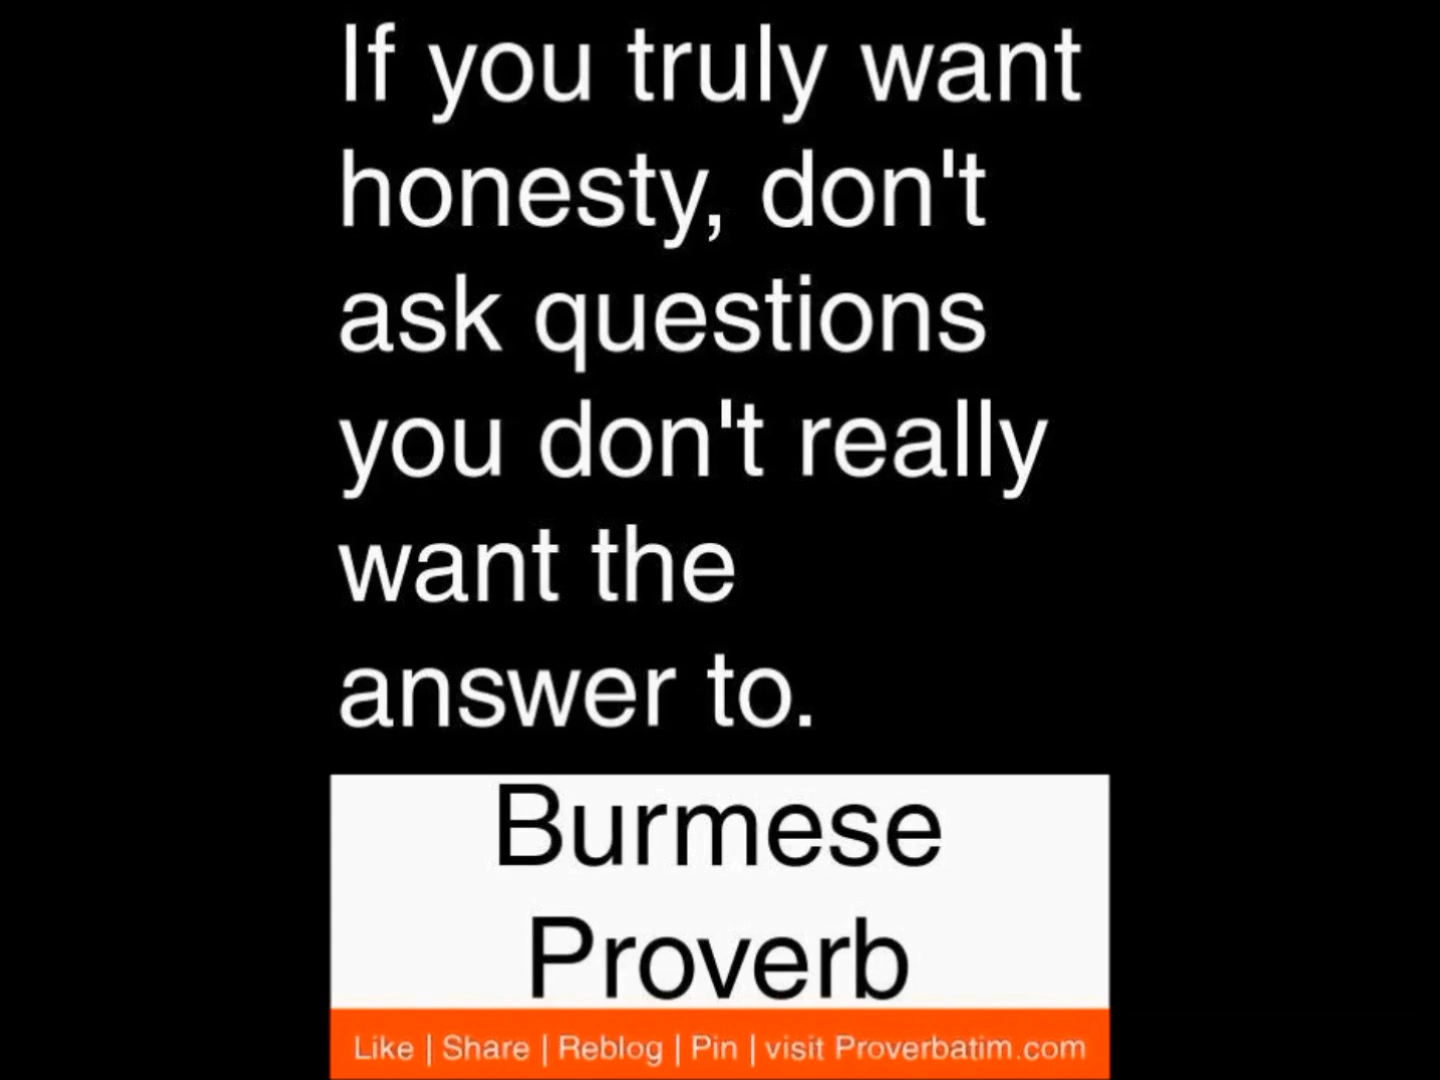 If you truly want
honesty, don't
ask questions
you don't really
want the
answer to.
Burmese
Proverb
Like | Share | Reblog | Pin | visit Proverbatim.com